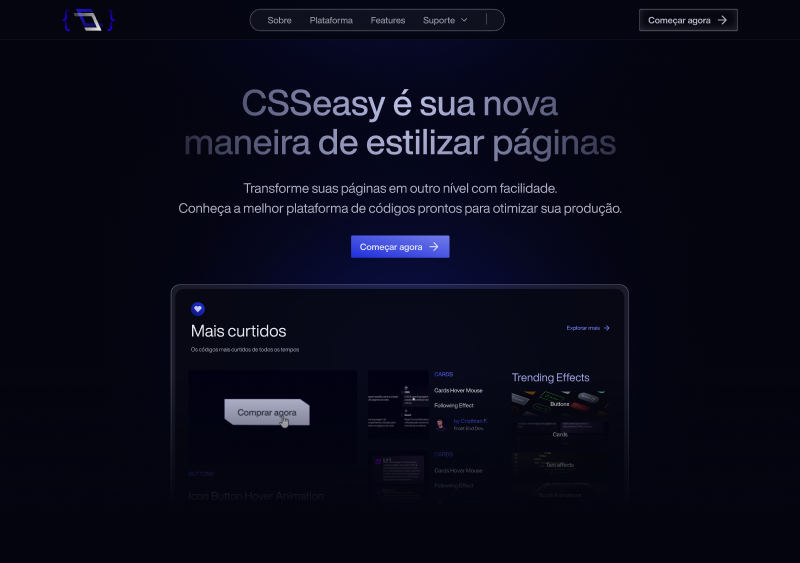 Sobre
Plataforma
Features
Suporte
Começar agora
CSSeasy é sua nova
maneira de estilizar páginas
Transforme suas páginas em outro nível com facilidade.
Conheça a melhor plataforma de códigos prontos para otimizar sua produção.
Começar agora
Mais curtidos
Os códigos mais curtidos de todos os tempos
Explorar mais
Comprar agora
BUTTONS
Icon Button Hover Animation
CARDS
Cards Hover Mouse
Following Effect
by Cristhian F.
Front End Dev.
CARDS
Cards Hover Mouse
Following Effect
Trending Effects
Buttons
Cards
Text effects